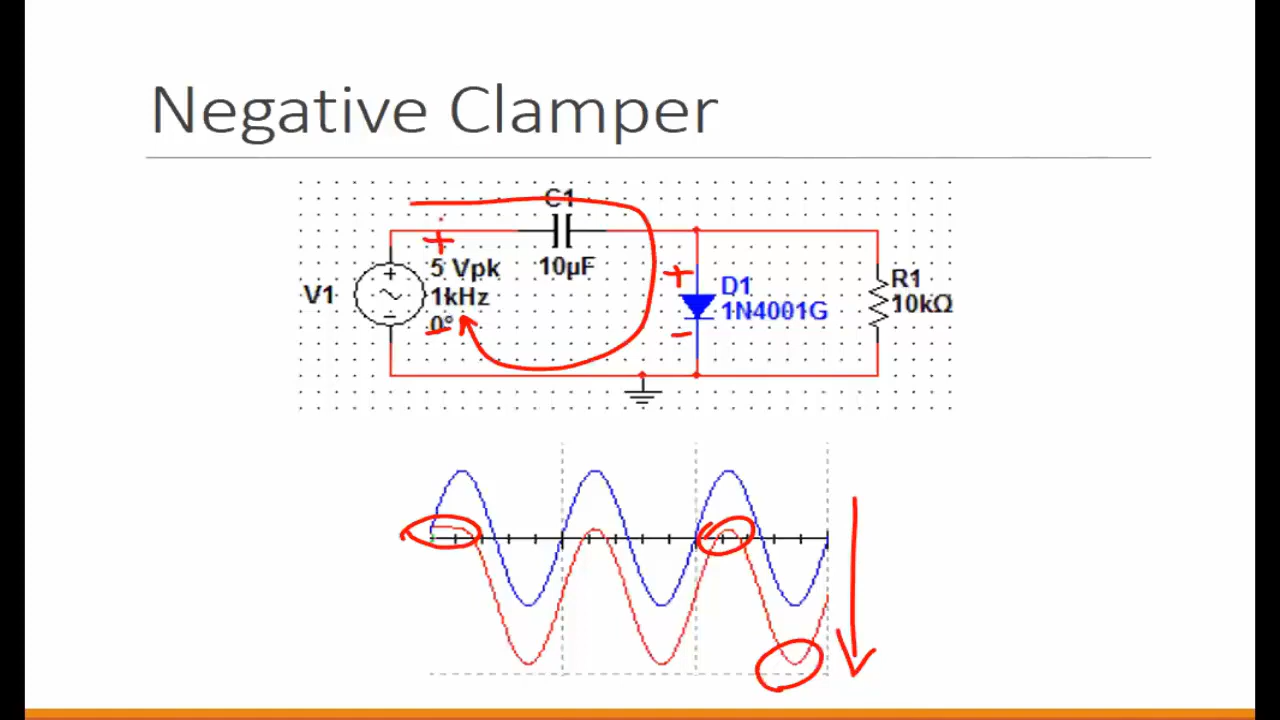 Negative Clamper
C1
+
+
5 Vpk
10µF
+
D1
R1
V1
1kHz
1N4001G
10kΩ
0°
-
-